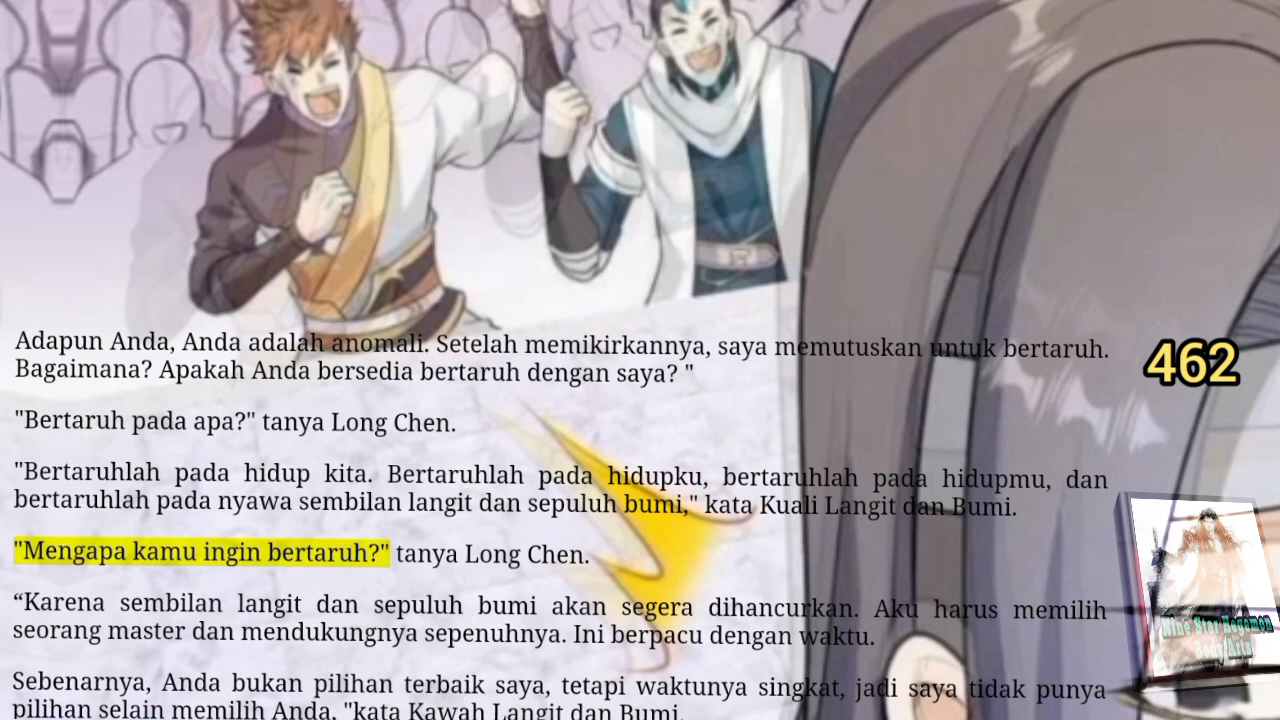 Adapun Anda, Anda adalah anomali. Setelah memikirkannya, saya memutuskan untuk bertaruh.
Bagaimana? Apakah Anda bersedia bertaruh dengan saya? "
462
"Bertaruh pada apa?" tanya Long Chen.
"Bertaruhlah pada hidup kita. Bertaruhlah pada hidupku, bertaruhlah pada hidupmu, dan
bertaruhlah pada nyawa sembilan langit dan sepuluh bumi," kata Kuali Langit dan Bumi.
"Mengapa kamu ingin bertaruh?" tanya Long Chen.
“Karena sembilan langit dan sepuluh bumi akan segera dihancurkan. Aku harus memilih
seorang master dan mendukungnya sepenuhnya. Ini berpacu dengan waktu.
Nine Star Hegemon
Body Arts
Sebenarnya, Anda bukan pilihan terbaik saya, tetapi waktunya singkat, jadi saya tidak punya
pilihan selain memilih Anda, "kata Kawah Langit dan Bumi.